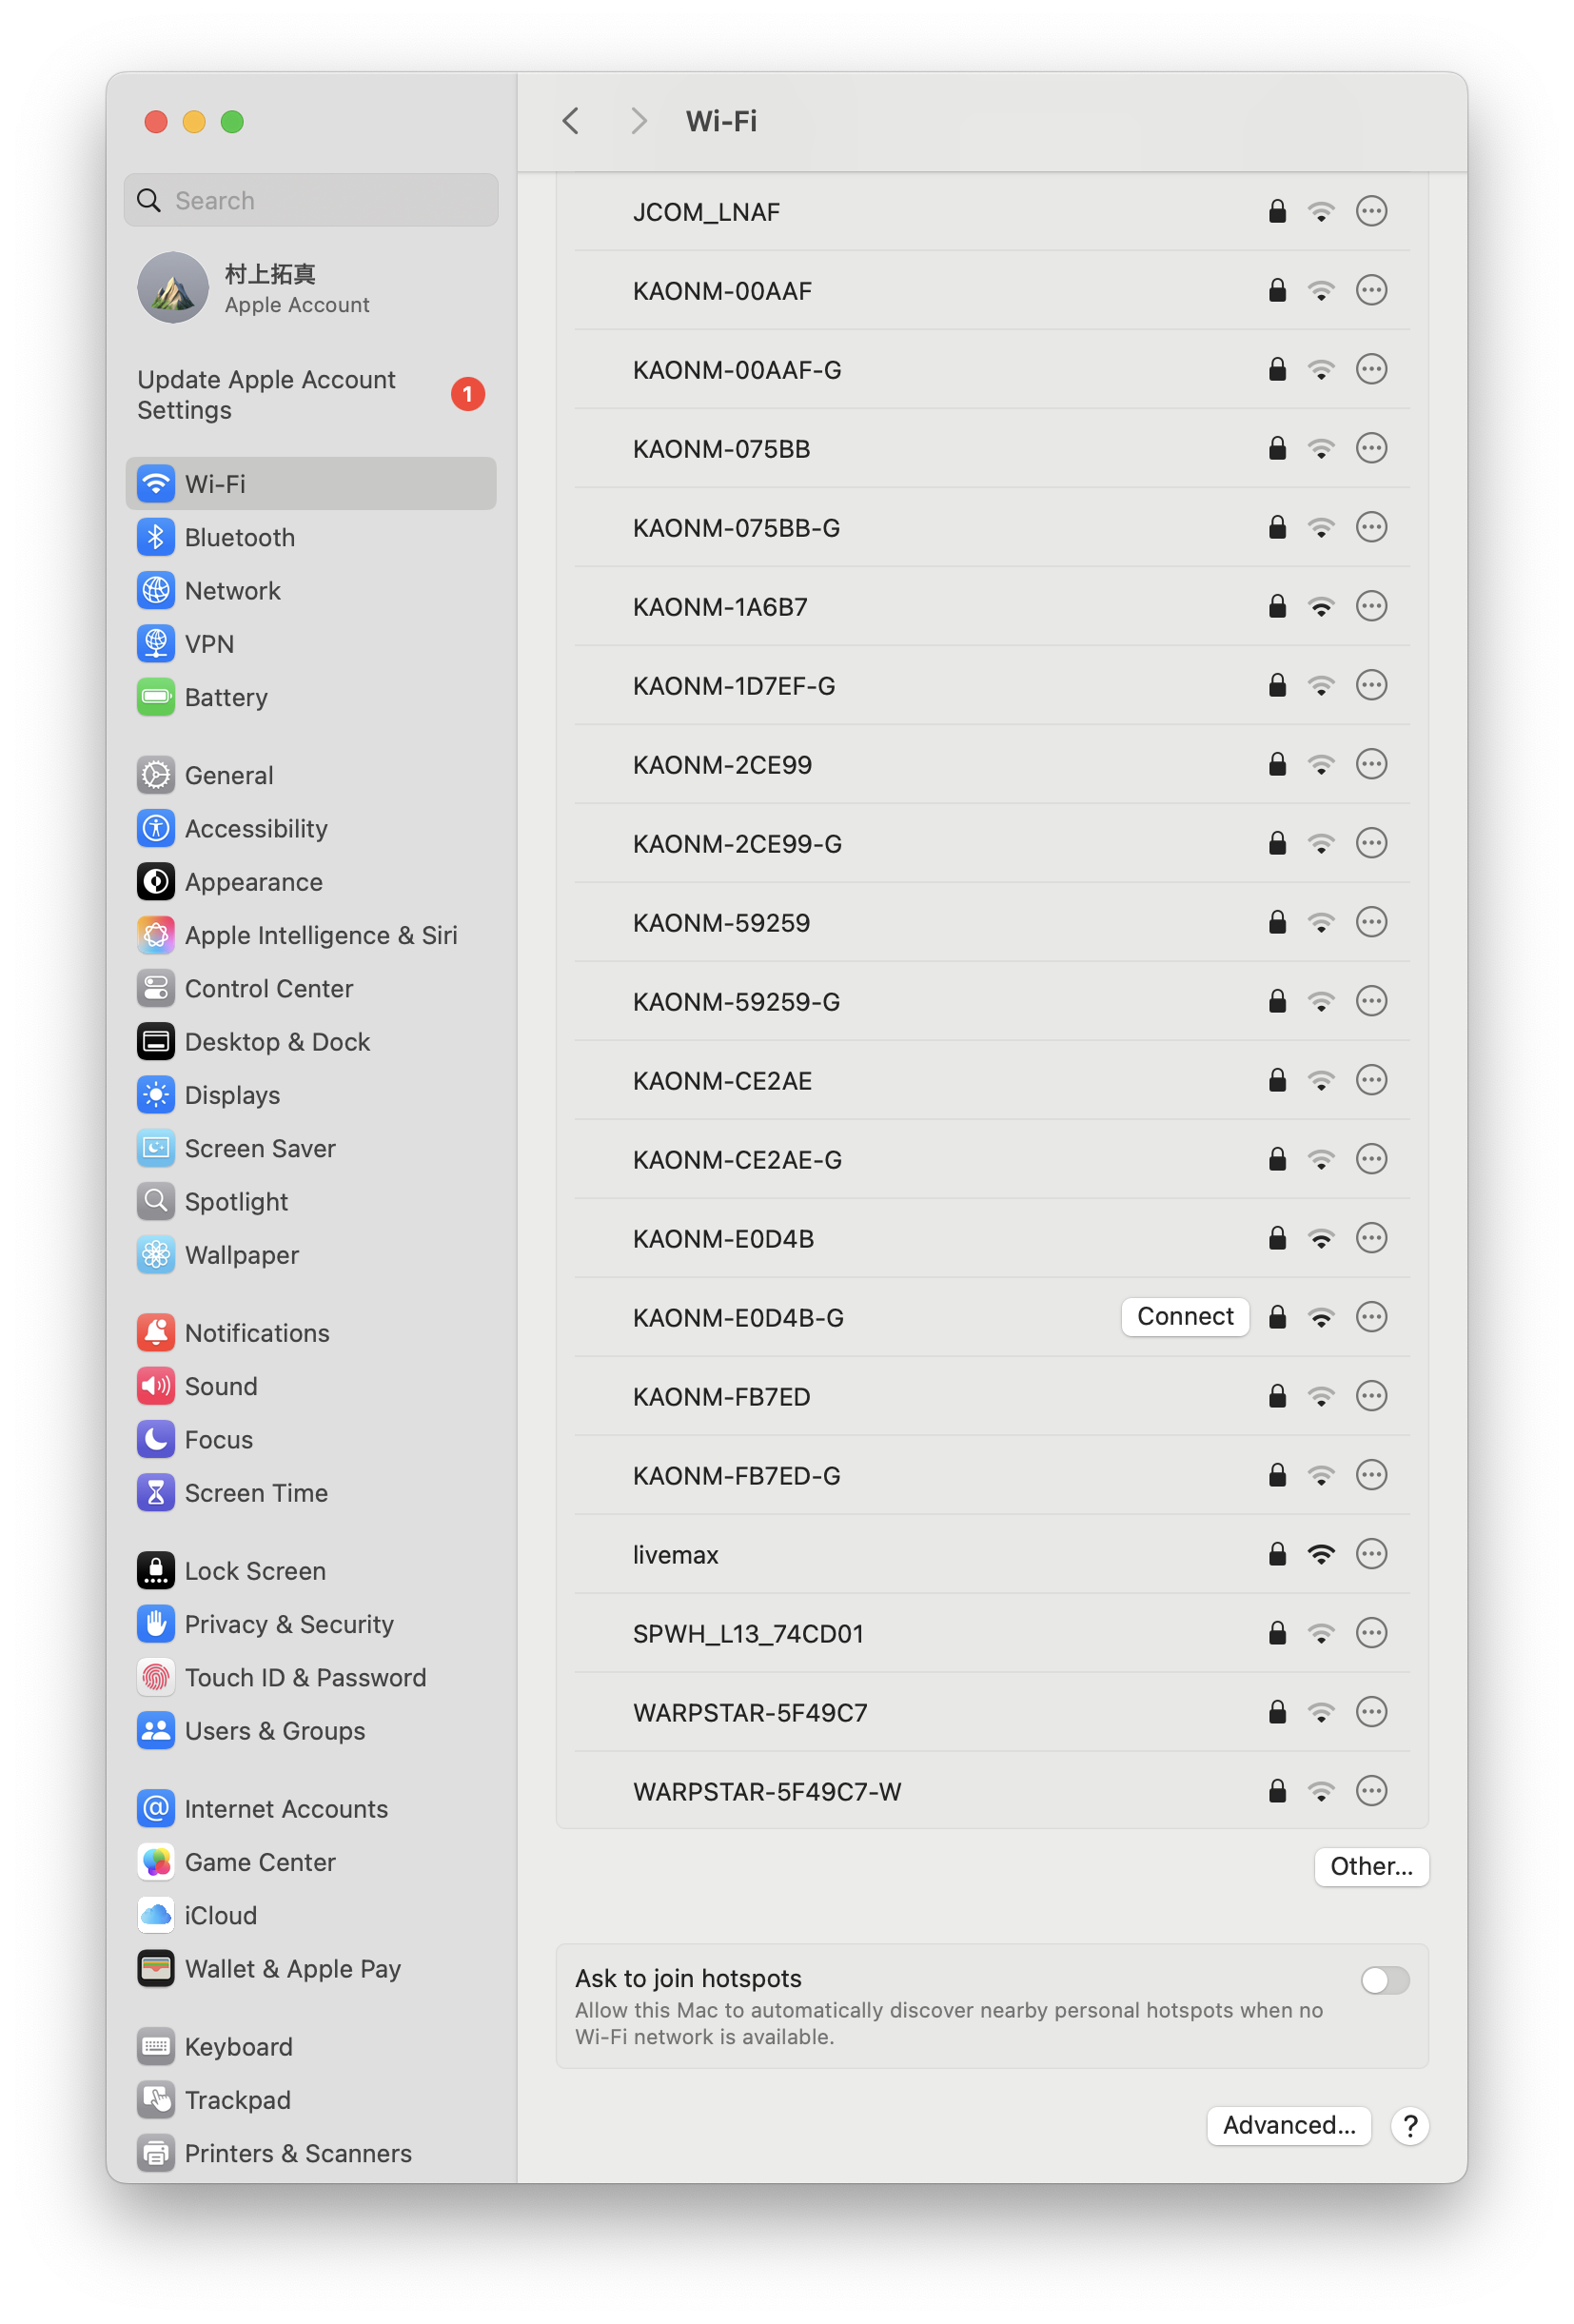 Search
村上拓真
Apple Account
Update Apple Account
Settings
1
Wi-Fi
Bluetooth
Network
VPN
Battery
General
Accessibility
Appearance
Apple Intelligence & Siri
Control Center
Desktop & Dock
Displays
Screen Saver
Spotlight
Wallpaper
Notifications
Sound
Focus
Screen Time
Lock Screen
Privacy & Security
Touch ID & Password
Users & Groups
Internet Accounts
Game Center
iCloud
Wallet & Apple Pay
Keyboard
Trackpad
Printers & Scanners
Wi-Fi
JCOM_LNAF
KAONM-00AAF
KAONM-00AAF-G
KAONM-075BB
KAONM-075BB-G
KAONM-1A6B7
KAONM-1D7EF-G
KAONM-2CE99
KAONM-2CE99-G
KAONM-59259
KAONM-59259-G
KAONM-CE2AE
KAONM-CE2AE-G
KAONM-E0D4B
KAONM-E0D4B-G Connect
KAONM-FB7ED
KAONM-FB7ED-G
livemax
SPWH_L13_74CD01
WARPSTAR-5F49C7
WARPSTAR-5F49C7-W
Other...
Ask to join hotspots
Allow this Mac to automatically discover nearby personal hotspots when no
Wi-Fi network is available.
Advanced... ?